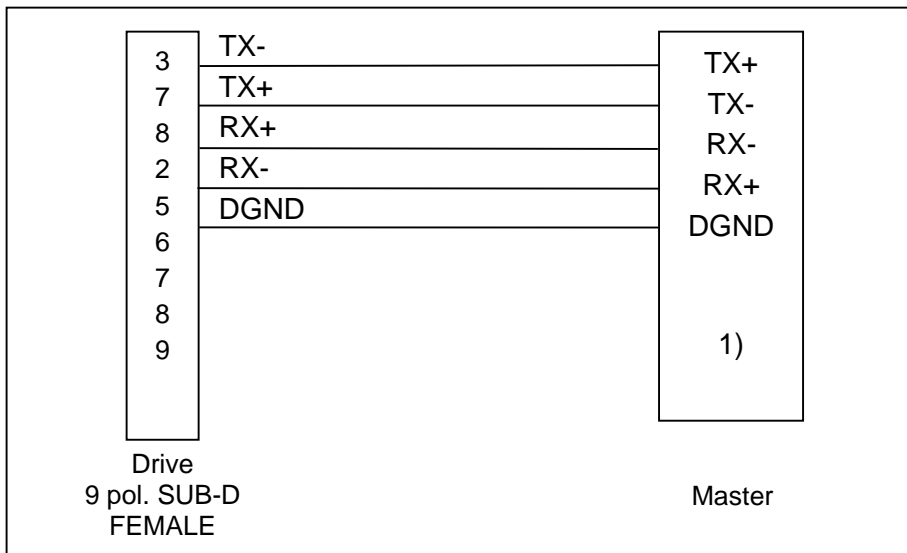 3 TX- TX+
7 TX+ TX-
8 RX+ RX-
2 RX- RX+
5 DGND DGND
6
7
8
9 1)
Drive
9 pol. SUB-D Master
FEMALE